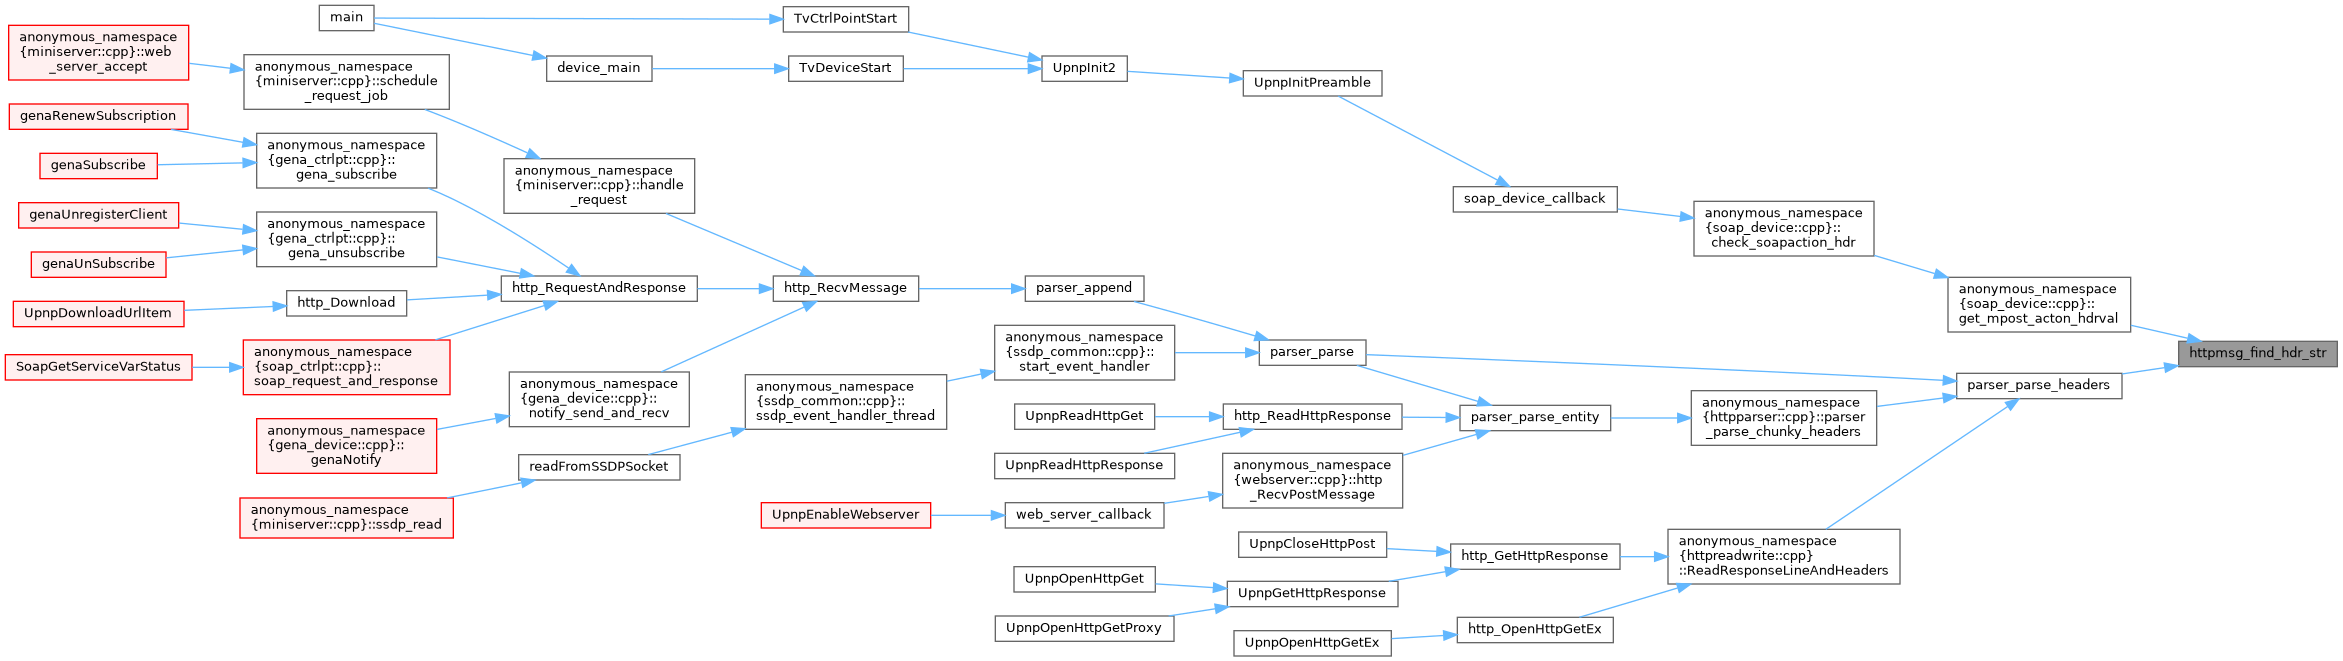 main
TvCtrlPointStart
anonymous_namespace
{miniserver::cpp}::web
_server_accept
anonymous_namespace
{miniserver::cpp}::schedule
_request_job
device_main
TvDeviceStart
UpnpInit2
UpnpInitPreamble
genaRenewSubscription
genaSubscribe
anonymous_namespace
{gena_ctrlpt::cpp}::
gena_subscribe
anonymous_namespace
{miniserver::cpp}::handle
_request
soap_device_callback
anonymous_namespace
{soap_device::cpp}::
check_soapaction_hdr
genaUnregisterClient
genaUnSubscribe
anonymous_namespace
{gena_ctrlpt::cpp}::
gena_unsubscribe
UpnpDownloadUrlItem
http_Download
http_RequestAndResponse
http_RecvMessage
parser_append
anonymous_namespace
{soap_device::cpp}::
get_mpost_acton_hdrval
SoapGetServiceVarStatus
anonymous_namespace
{soap_ctrlpt::cpp}::
soap_request_and_response
anonymous_namespace
{ssdp_common::cpp}::
start_event_handler
parser_parse
httpmsg_find_hdr_str
anonymous_namespace
{gena_device::cpp}::
notify_send_and_recv
anonymous_namespace
{ssdp_common::cpp}::
ssdp_event_handler_thread
parser_parse_headers
anonymous_namespace
{gena_device::cpp}::
genaNotify
UpnpReadHttpGet
http_ReadHttpResponse
parser_parse_entity
anonymous_namespace
{httpparser::cpp}::parser
_parse_chunky_headers
readFromSSDPSocket
UpnpReadHttpResponse
anonymous_namespace
{webserver::cpp}::http
_RecvPostMessage
anonymous_namespace
{miniserver::cpp}::ssdp_read
UpnpEnableWebserver
web_server_callback
UpnpCloseHttpPost
http_GetHttpResponse
anonymous_namespace
{httpreadwrite::cpp}
::ReadResponseLineAndHeaders
UpnpOpenHttpGet
UpnpGetHttpResponse
UpnpOpenHttpGetProxy
http_OpenHttpGetEx
UpnpOpenHttpGetEx